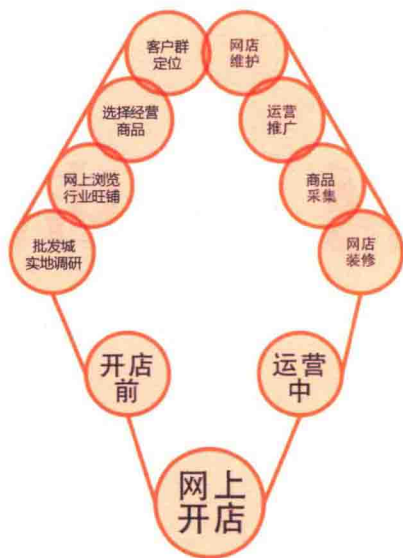 客户群
定位
网店
维护
选择经营
商品
运营
推广
网上浏览
行业旺铺
商品
采集
批发城
实地调研
网店
装修
开店
前
运营
中
网上
开店